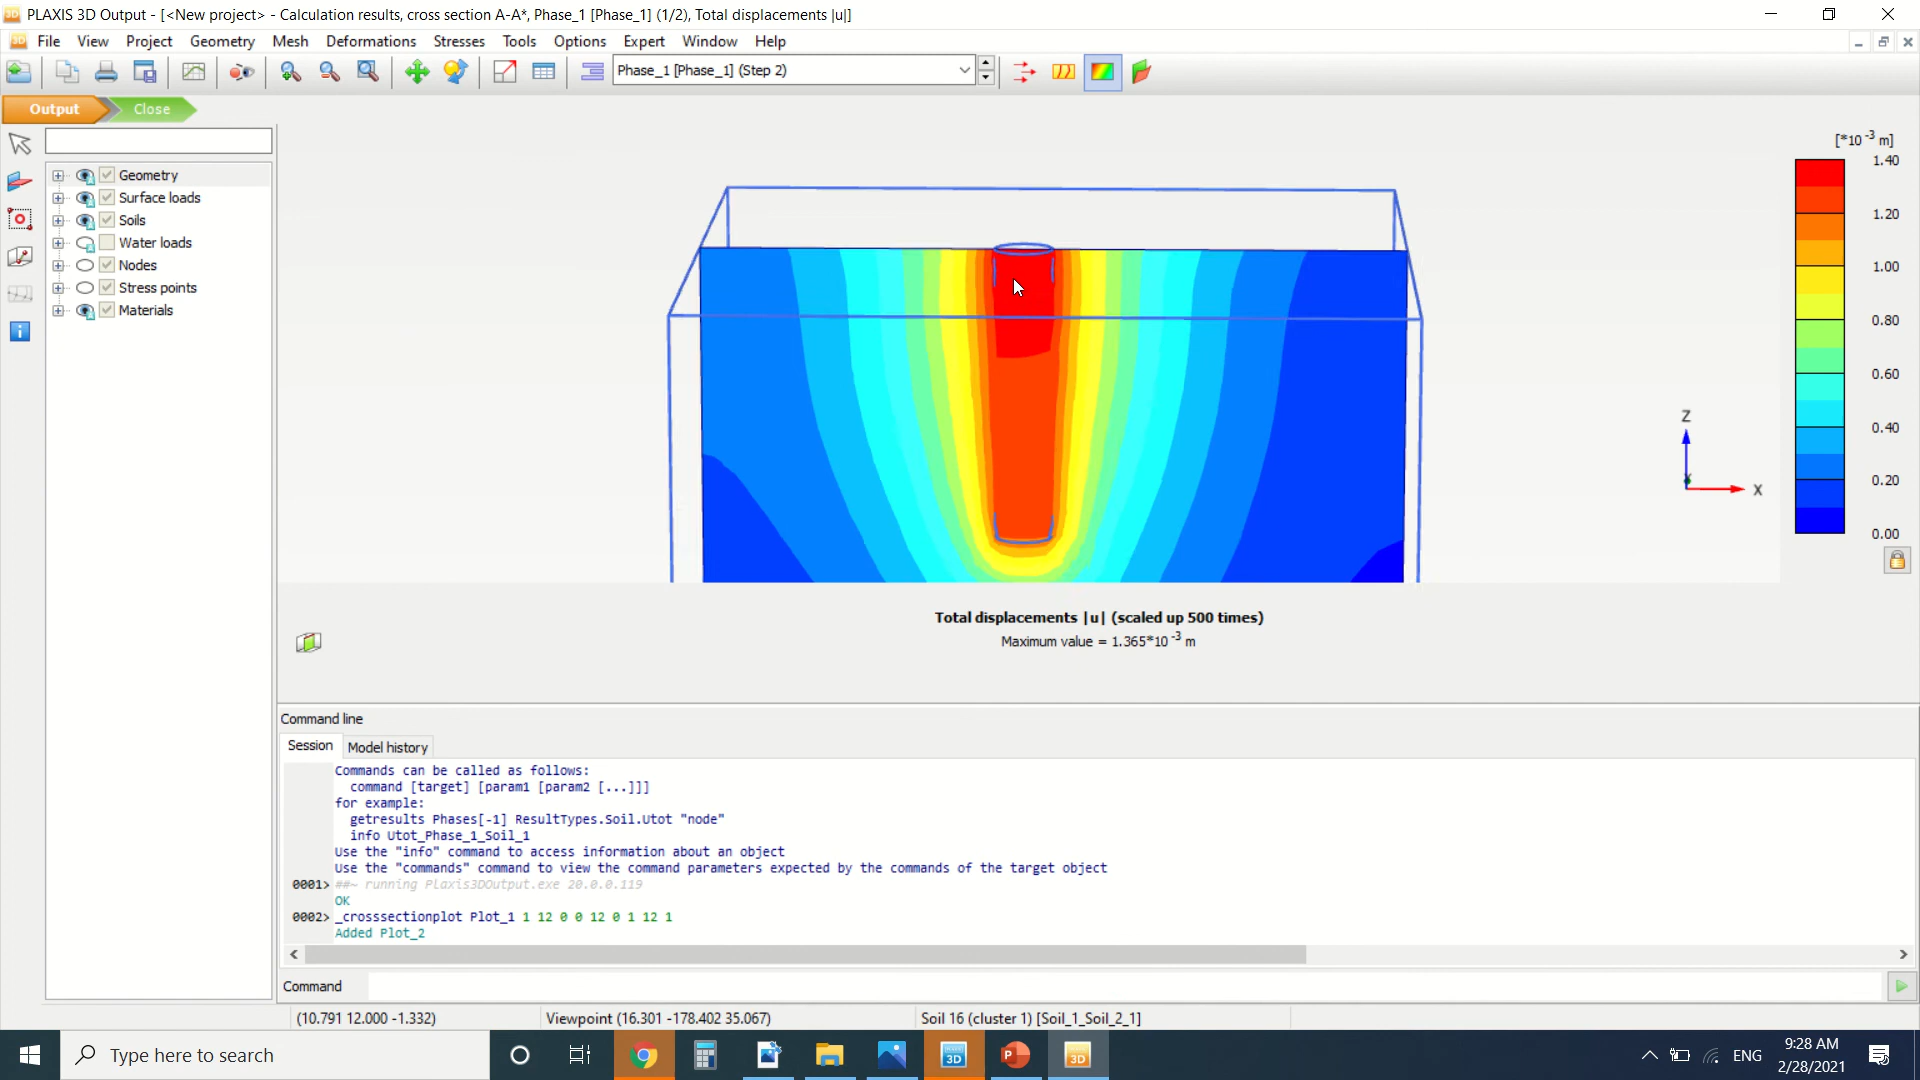 PLAXIS 3D Output - [<New project> - Calculation results, cross section A-A*, Phase_1 [Phase_1] (1/2), Total displacements |u|]
File View Project Geometry Mesh Deformations Stresses Tools Options Expert Window Help
Phase_1 [Phase_1] (Step 2)
Output Close
Geometry
Surface loads
Soils
Water loads
Nodes
Stress points
Materials
[*10 -3 m]
1.40
1.20
1.00
0.80
0.60
0.40
0.20
0.00
Z
X
Total displacements |u| (scaled up 500 times)
Maximum value = 1.365*10 -3 m
Command line
Session Model history
Commands can be called as follows:
command [target] [param1 [param2 [...]]]
for example:
getresults Phases[-1] ResultTypes.Soil.Utot "node"
info Utot_Phase_1_Soil_1
Use the "info" command to access information about an object
Use the "commands" command to view the command parameters expected by the commands of the target object
0001> ##~ running Plaxis3DOutput.exe 20.0.0.119
OK
0002> _crosssectionplot Plot_1 1 12 0 0 12 0 1 12 1
Added Plot_2
Command
(10.791 12.000 -1.332) Viewpoint (16.301 -178.402 35.067) Soil 16 (cluster 1) [Soil_1_Soil_2_1]
Type here to search
ENG
9:28 AM
2/28/2021